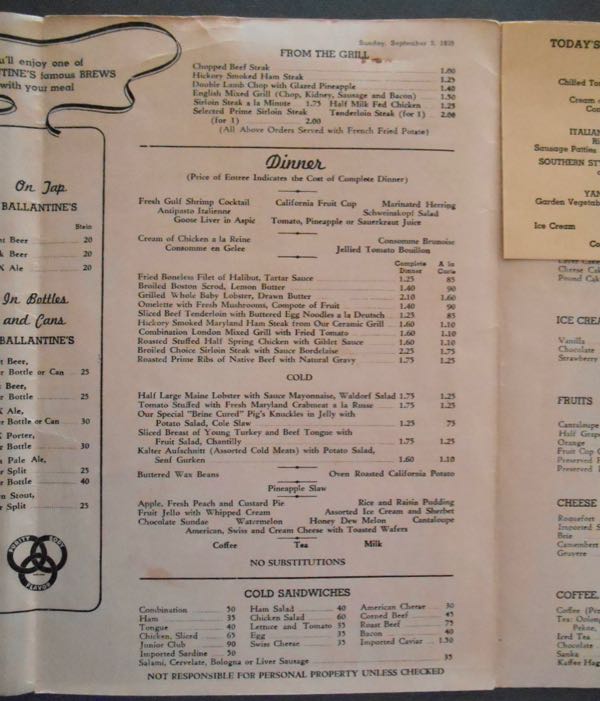 u'll enjoy one of
TINE'S famous BREWS
with your meal
On Tap
BALLANTINE'S
Stein
t Beer 20
k Beer 20
X Ale 20
In Bottles
and Cans
BALLANTINE'S
t Beer,
r Bottle or Can 25
t Beer,
r Bottle 25
X Ale,
r Bottle or Can 30
X Porter,
r Bottle 30
a Pale Ale,
r Split 25
r Bottle 40
en Stout,
r Split 25
PURITY BODY
FLAVOR
Sunday, September
FROM THE GRILL
Chopped Beef Steak 1.00
Hickory Smoked Ham Steak 1.25
Double Lamb Chop with Glazed Pineapple 1.40
English Mixed Grill (Chop, Kidney, Sausage and Bacon) 1.50
Sirloin Steak a la Minute 1.75 Half Milk Fed Chicken 1.25
Selected Prime Sirloin Steak Tenderloin Steak (for 1) 2.00
(for 1) 2.00
(All Above Orders Served with French Fried Potato)
Dinner
(Price of Entree Indicates the Cost of Complete Dinner)
Fresh Gulf Shrimp Cocktail California Fruit Cup Marinated Herring
Antipasto Italienne Schweinskopf Salad
Goose Liver in Aspic Tomato, Pineapple or Sauerkraut Juice
Cream of Chicken a la Reine Consomme Brunoise
Consomme en Gelee Jellied Tomato Bouillon
Complete A la
Dinner Carte
Fried Boneless Filet of Halibut, Tartar Sauce 1.25 85
Broiled Boston Scrod, Lemon Butter 1.40 90
Grilled Whole Baby Lobster, Drawn Butter 2.10 1.60
Omelette with Fresh Mushrooms, Compote of Fruit 1.40 90
Sliced Beef Tenderloin with Buttered Egg Noodles a la Deutsch 1.25 85
Hickory Smoked Maryland Ham Steak from Our Ceramic Grill 1.60 1.10
Combination London Mixed Grill with Fried Tomato 1.60 1.10
Roasted Stuffed Half Spring Chicken with Giblet Sauce 1.60 1.10
Broiled Choice Sirloin Steak with Sauce Bordelaise 2.25 1.75
Roasted Prime Ribs of Native Beef with Natural Gravy 1.75 1.25
COLD
Half Large Maine Lobster with Sauce Mayonnaise, Waldorf Salad 1.75 1.25
Tomato Stuffed with Fresh Maryland Crabmeat a la Russe 1.75 1.25
Our Special "Brine Cured" Pig's Knuckles in Jelly with
Potato Salad, Cole Slaw 1.25 75
Sliced Breast of Young Turkey and Beef Tongue with
Fruit Salad, Chantilly 1.75 1.25
Kalter Aufschnitt (Assorted Cold Meats) with Potato Salad,
Senf Gurken 1.60 1.10
Buttered Wax Beans Oven Roasted California Potato
Pineapple Slaw
Apple, Fresh Peach and Custard Pie Rice and Raisin Pudding
Fruit Jello with Whipped Cream Assorted Ice Cream and Sherbet
Chocolate Sundae Watermelon Honey Dew Melon Cantaloupe
American, Swiss and Cream Cheese with Toasted Wafers
Coffee Tea Milk
NO SUBSTITUTIONS
COLD SANDWICHES
Combination 50 Ham Salad 40 American Cheese 30
Ham 35 Chicken Salad 60 Corned Beef 45
Tongue 40 Lettuce and Tomato 35 Roast Beef 75
Chicken, Sliced 65 Egg 35 Bacon 40
Junior Club 90 Swiss Cheese 35 Imported Caviar 1.50
Imported Sardine 50
Salami, Cervelate, Bologna or Liver Sausage 35
NOT RESPONSIBLE FOR PERSONAL PROPERTY UNLESS CHECKED
TODAY'S
Chilled Tom
Cream
Con
ITALIAN
Ri
Sausage Patties
SOUTHERN STY
YAN
Garden Vegetab
Ice Cream
Co
Cheese Cak
Pound Cak
ICE CREA
Vanilla
Chocolate
Strawberry
FRUITS
Cantaloupe
Half Grape
Orange
Fruit Cup
Preserved
Preserved
CHEESE
Roquefort
Imported S
Brie
Camembert
Gruyere
COFFEE,
Coffee (Pre
Tea: Oolong
Pekoe,
Iced Tea
Chocolate
Sanka
Kaffee Hag